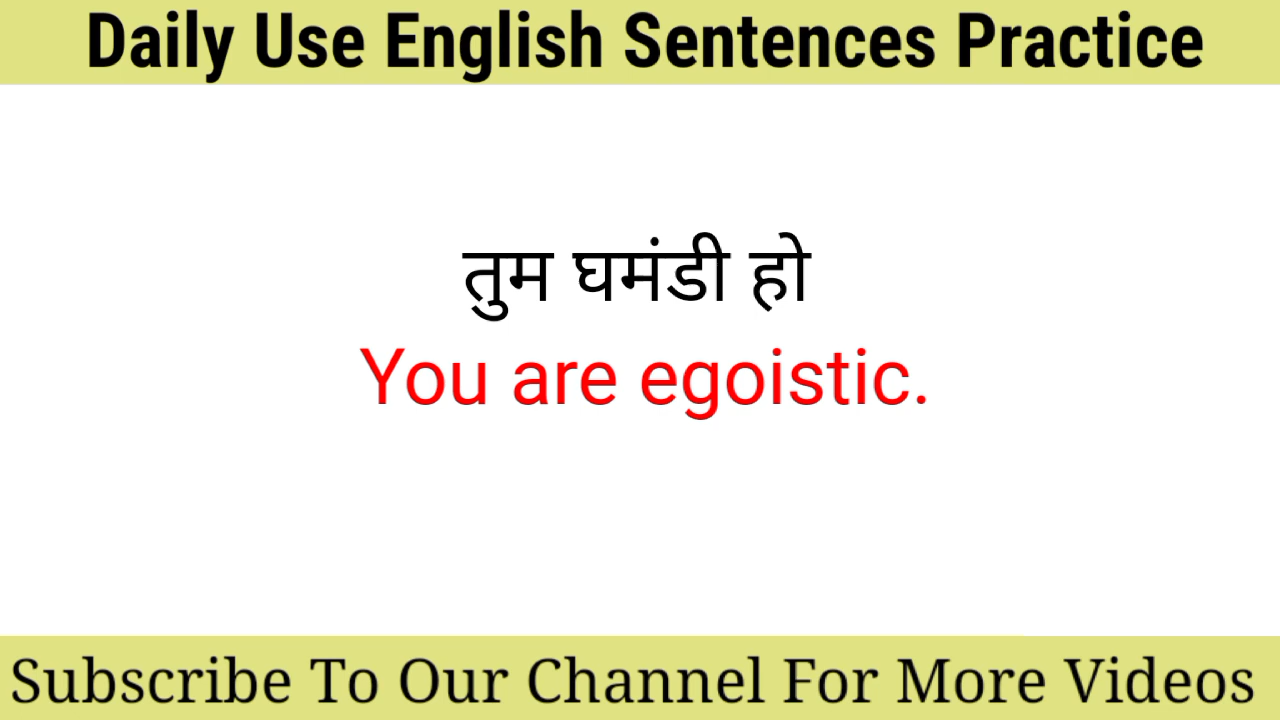 Daily Use English Sentences Practice
तुम घमंडी हो
You are egoistic.
Subscribe To Our Channel For More Videos